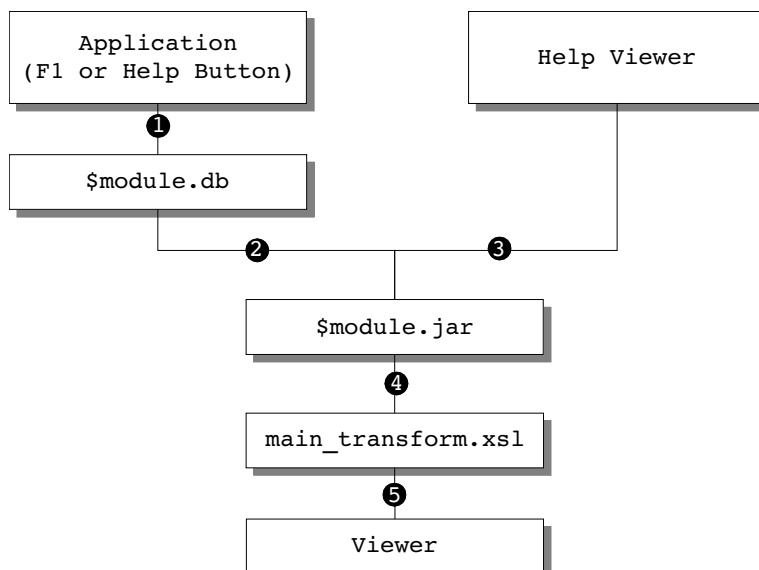 Application
(F1 or Help Button)
Help Viewer
1
$module.db
2
3
$module.jar
4
main_transform.xsl
5
Viewer